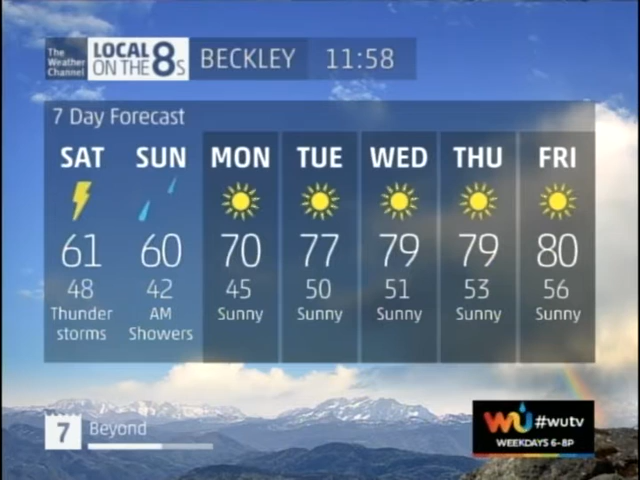 The
Weather
Channel
LOCAL
ON THE 8s
BECKLEY 11:58
7 Day Forecast
SAT SUN MON TUE WED THU FRI
61 60 70 77 79 79 80
48 42 45 50 51 53 56
Thunder AM Sunny Sunny Sunny Sunny Sunny
storms Showers
7 Beyond
WU #wutv
WEEKDAYS 6-8P